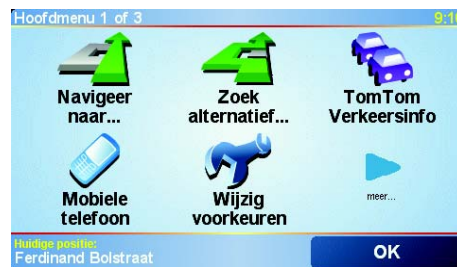 Hoofdmenu 1 of 3
Navigeer
naar...
Zoek
alternatief...
TomTom
Verkeersinfo
Mobiele
telefoon
Wijzig
voorkeuren
meer...
Huidige positie:
Ferdinand Bolstraat
OK